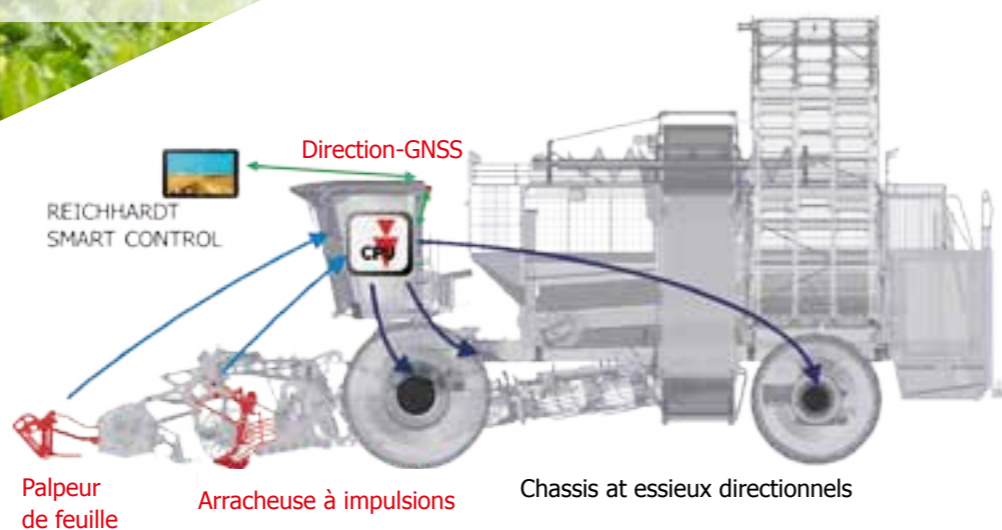 Direction-GNSS
REICHHARDT
SMART CONTROL
CPU
Palpeur
de feuille
Arracheuse à impulsions
Chassis at essieux directionnels